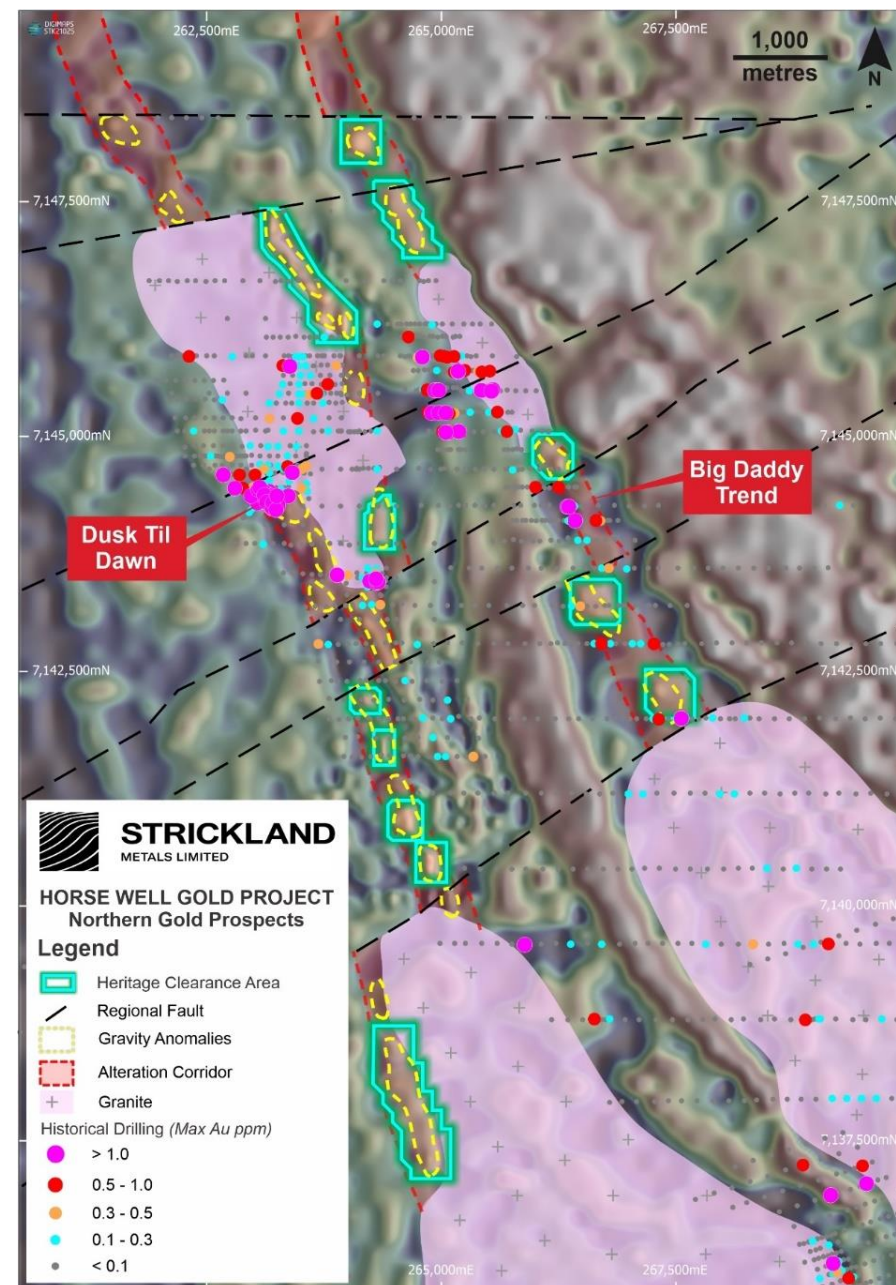 DIGIMAPS
STK21025
262,500mE
265,000mE
267,500mE
1,000
metres
N
7,147,500mN
7,147,500mN
7,145,000mN
7,145,000mN
Big Daddy
Trend
Dusk Til
Dawn
7,142,500mN
7,142,500mN
STRICKLAND
METALS LIMITED
HORSE WELL GOLD PROJECT
Northern Gold Prospects
Legend
Heritage Clearance Area
Regional Fault
Gravity Anomalies
Alteration Corridor
Granite
Historical Drilling (Max Au ppm)
> 1.0
0.5 - 1.0
0.3 - 0.5
0.1 - 0.3
< 0.1
7,140,000mN
7,137,500mN
265,000mE
267,500mE